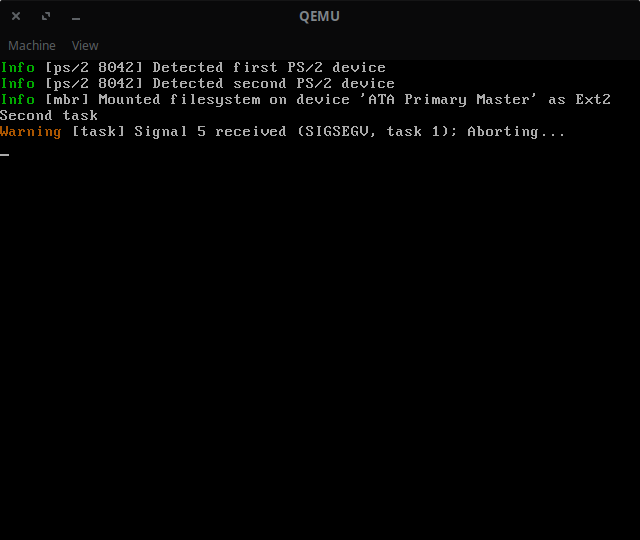 QEMU
Machine View
Info [ps/2 8042] Detected first PS/2 device
Info [ps/2 8042] Detected second PS/2 device
Info [mbr] Mounted filesystem on device 'ATA Primary Master' as Ext2
Second task
Warning [task] Signal 5 received (SIGSEGV, task 1); Aborting...